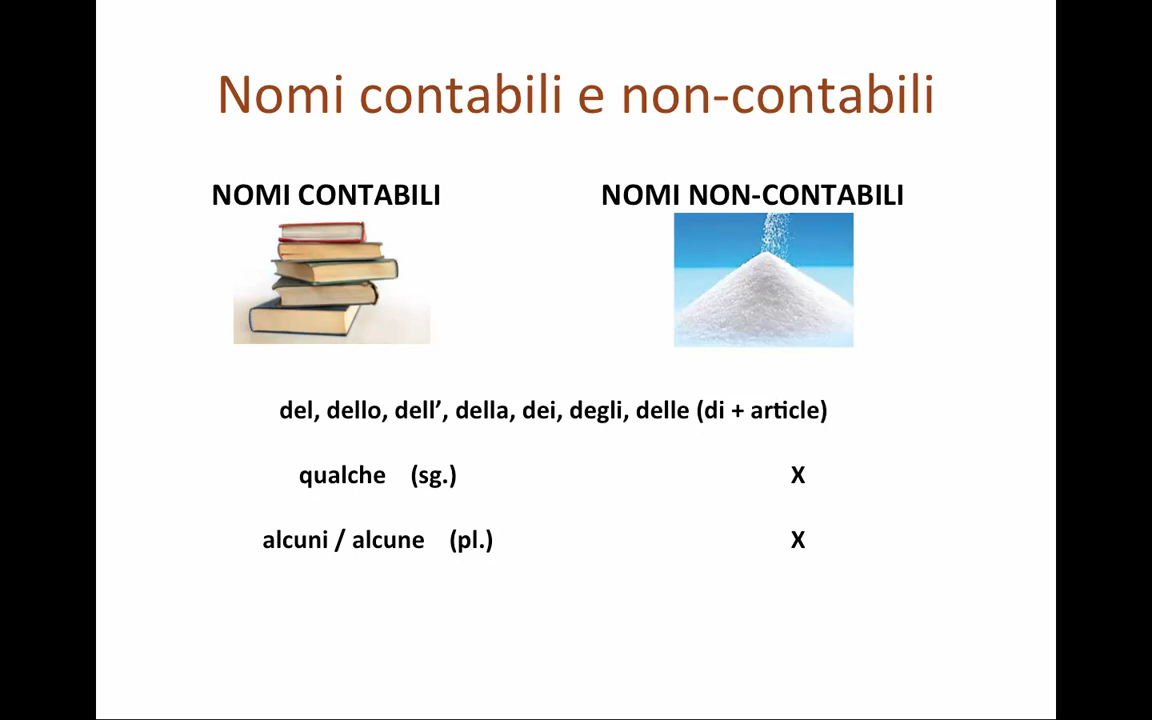 Nomi contabili e non-contabili
NOMI CONTABILI
NOMI NON-CONTABILI
del, dello, dell’, della, dei, degli, delle (di + article)
qualche (sg.) X
alcuni / alcune (pl.) X